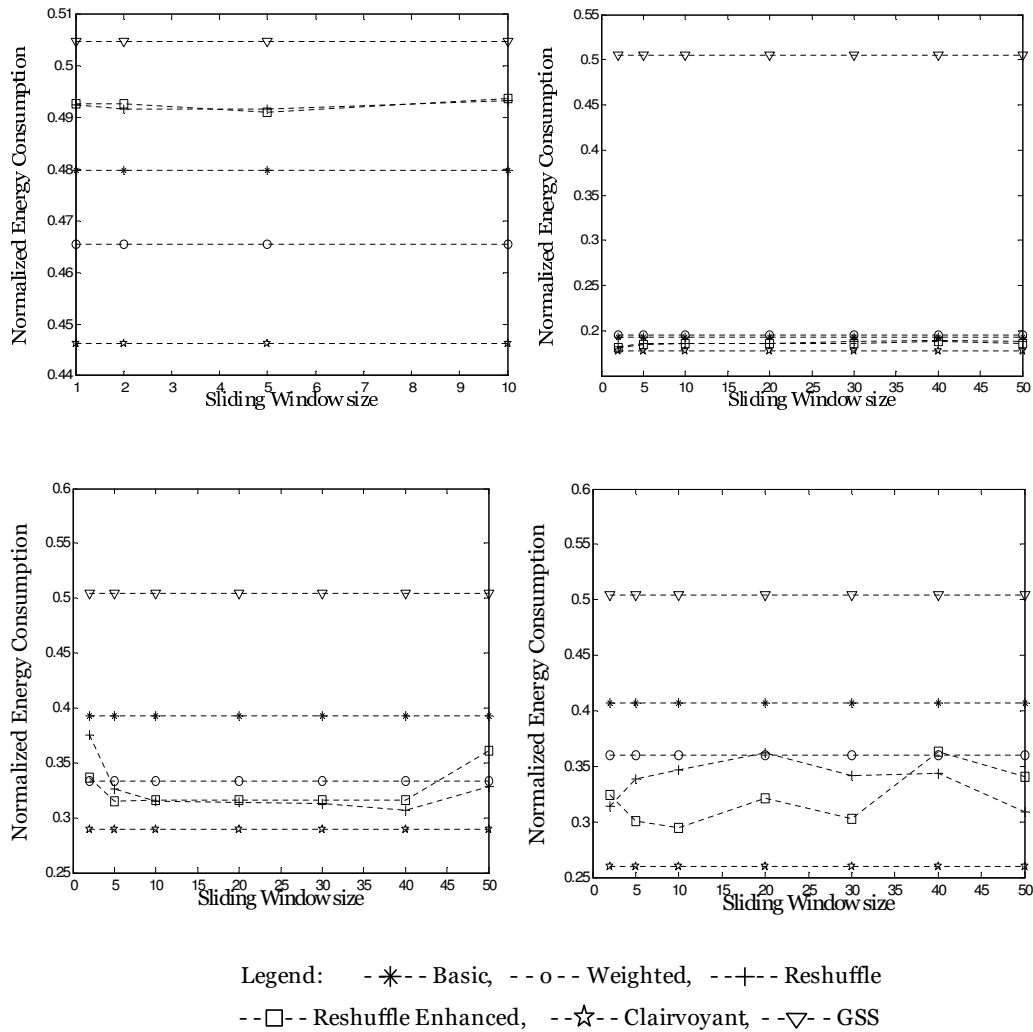 0.51
0.5
0.49
0.48
0.47
0.46
0.45
0.44
1 2 3 4 5 6 7 8 9 10
Normalized Energy Consumption
Sliding Window size
0.55
0.5
0.45
0.4
0.35
0.3
0.25
0.2
0 5 10 15 20 25 30 35 40 45 50
Normalized Energy Consumption
Sliding Window size
0.6
0.55
0.5
0.45
0.4
0.35
0.3
0.25
0 5 10 15 20 25 30 35 40 45 50
Normalized Energy Consumption
Sliding Window size
0.6
0.55
0.5
0.45
0.4
0.35
0.3
0.25
0 5 10 15 20 25 30 35 40 45 50
Normalized Energy Consumption
Sliding Window size
Legend: Basic, Weighted, Reshuffle
Reshuffle Enhanced, Clairvoyant, GSS